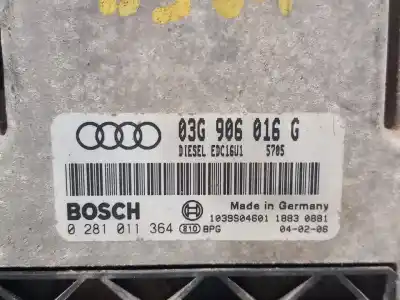 03G 906 016 G
DIESEL EDC16U1 5705
BOSCH
Made in Germany
1039S04601 1883 0881
0 281 011 364 810 BPG 04-02-06